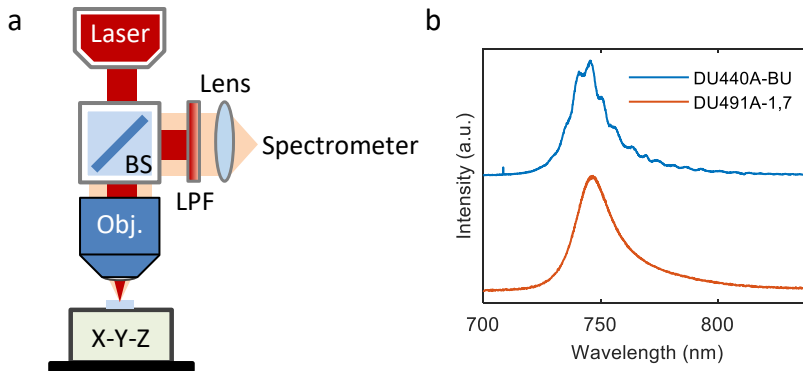 a
Laser
Lens
BS
Spectrometer
LPF
Obj.
X-Y-Z
b
DU440A-BU
DU491A-1,7
Intensity (a.u.)
700
750
800
Wavelength (nm)